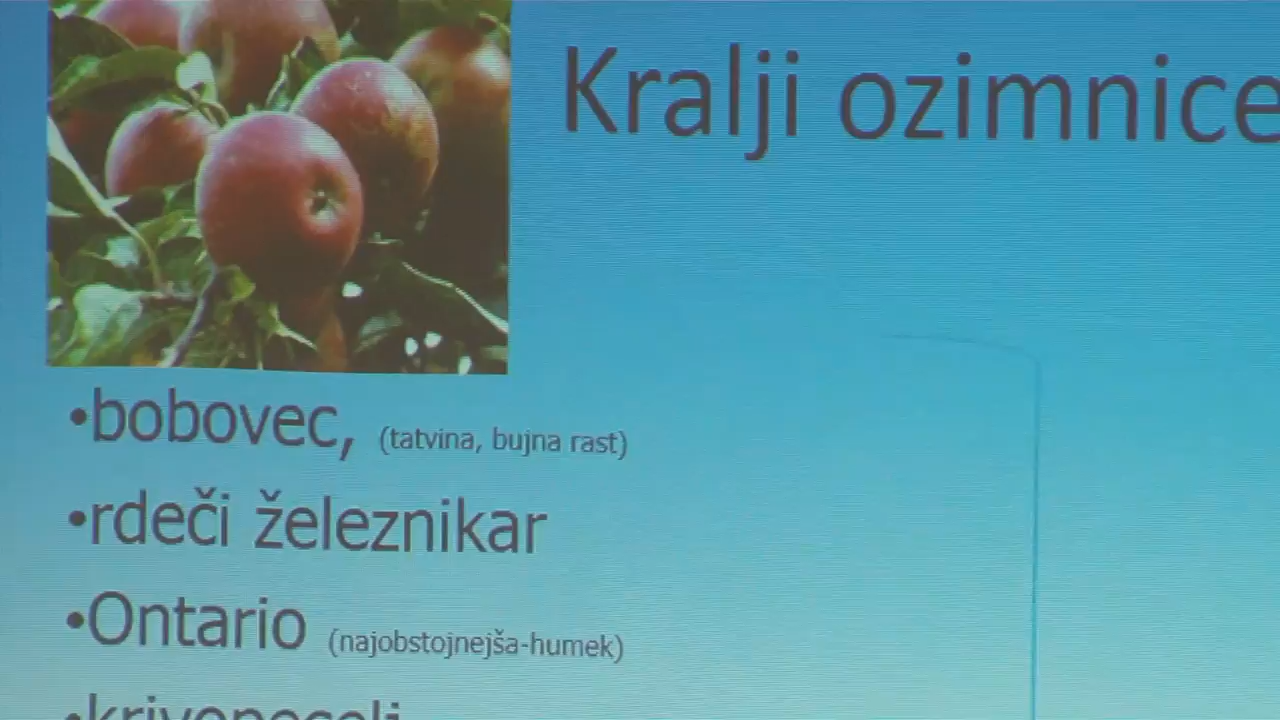 Kralji ozimnice
•bobovec, (tatvina, bujna rast)
•rdeči železnikar
•Ontario (najobstojnejša-humek)